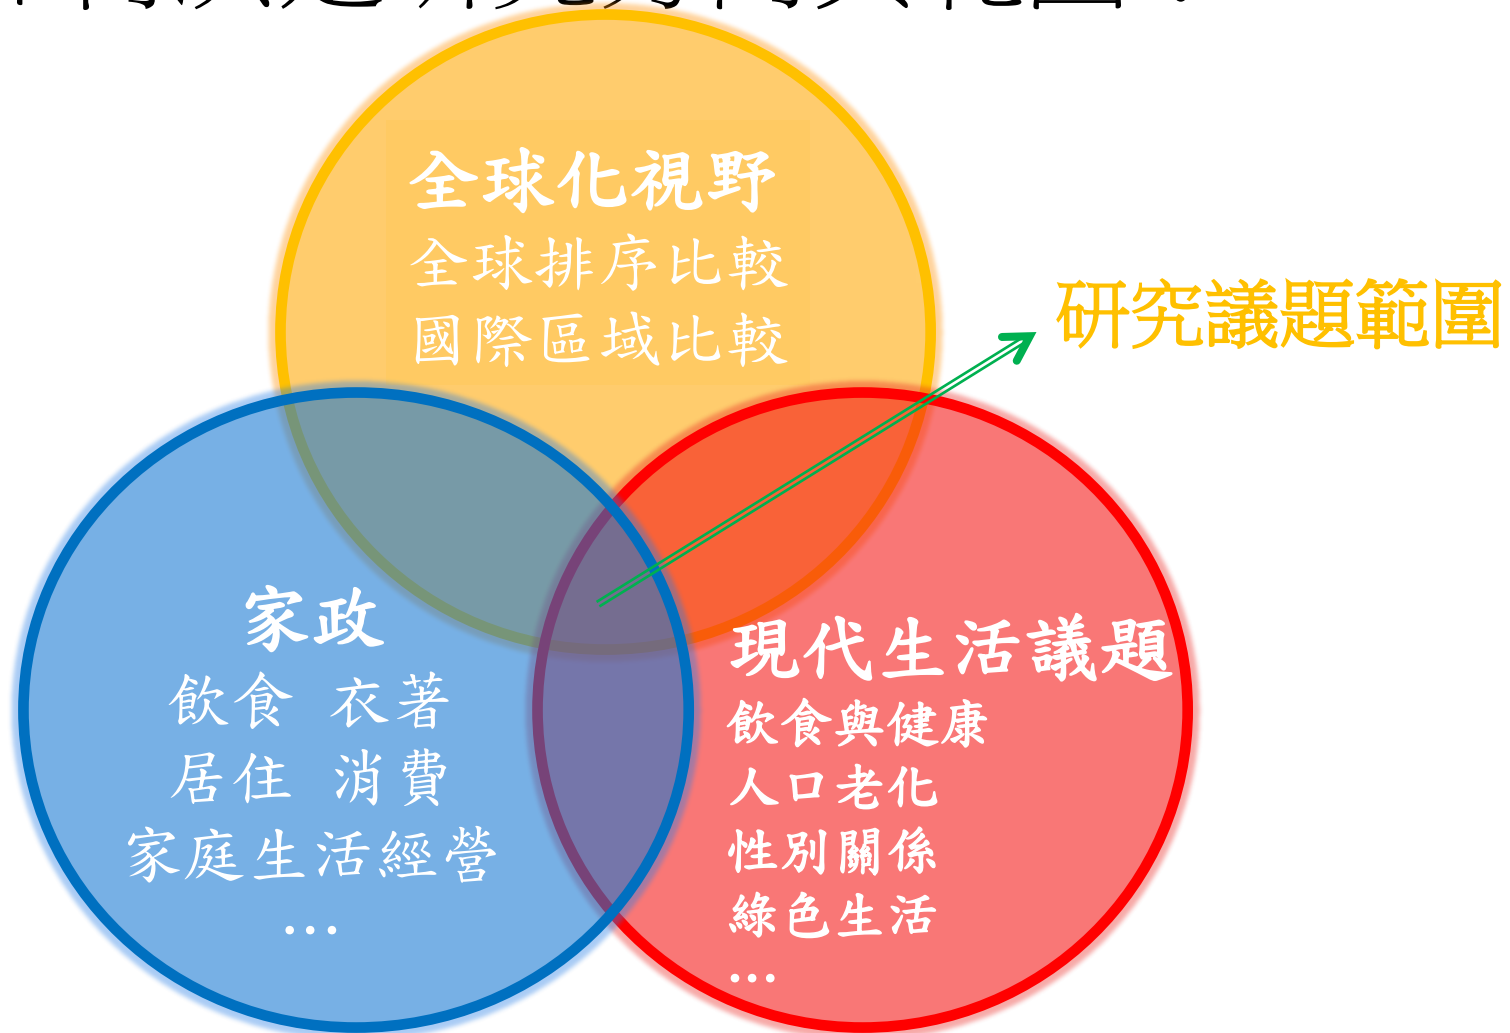 全球化視野
全球排序比較
國際區域比較
研究議題範圍
家政
飲食 衣著
居住 消費
家庭生活經營
...
現代生活議題
飲食與健康
人口老化
性別關係
綠色生活
...